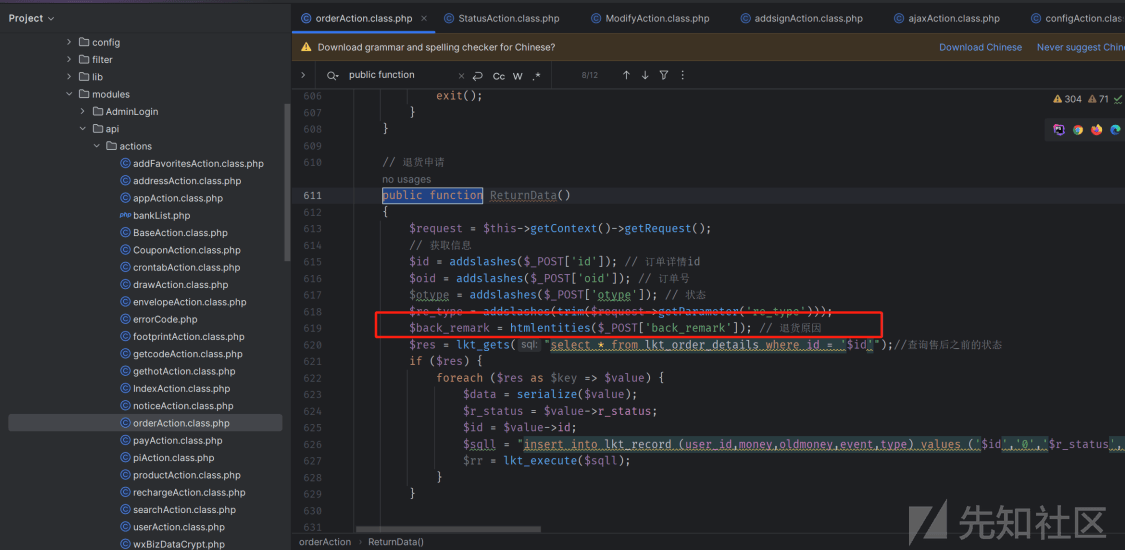 Project
orderAction.class.php
StatusAction.class.php
ModifyAction.class.php
addsignAction.class.php
ajaxAction.class.php
configAction.clas
Download grammar and spelling checker for Chinese?
Download Chinese
Never suggest Chine
public function
Cc
W
.*
8/12
config
filter
lib
modules
AdminLogin
api
actions
addFavoritesAction.class.php
addressAction.class.php
appAction.class.php
php bankList.php
BaseAction.class.php
CouponAction.class.php
crontabAction.class.php
drawAction.class.php
envelopeAction.class.php
errorCode.php
footprintAction.class.php
getcodeAction.class.php
gethotAction.class.php
IndexAction.class.php
noticeAction.class.php
orderAction.class.php
payAction.class.php
piAction.class.php
productAction.class.php
rechargeAction.class.php
searchAction.class.php
userAction.class.php
wxBizDataCrypt.php
304 71
606 exit();
607 }
608 }
609
610 // 退货申请
no usages
611 public function ReturnData()
612 {
613 $request = $this->getContext()->getRequest();
614 // 获取信息
615 $id = addslashes($_POST['id']); // 订单详情id
616 $oid = addslashes($_POST['oid']); // 订单号
617 $otype = addslashes($_POST['otype']); // 状态
618 $re_type = addslashes(trim($request->getParameter('re_type')));
619 $back_remark = htmlentities($_POST['back_remark']); // 退货原因
620 $res = lkt_gets( sql: "select * from lkt_order_details where id = '$id'");//查询售后之前的状态
621 if ($res) {
622 foreach ($res as $key => $value) {
623 $data = serialize($value);
624 $r_status = $value->r_status;
625 $id = $value->id;
626 $sqll = "insert into lkt_record (user_id,money,oldmoney,event,type) values ('$id','0','$r_status',
627 $rr = lkt_execute($sqll);
628 }
629 }
630
631
orderAction
ReturnData()
先知社区